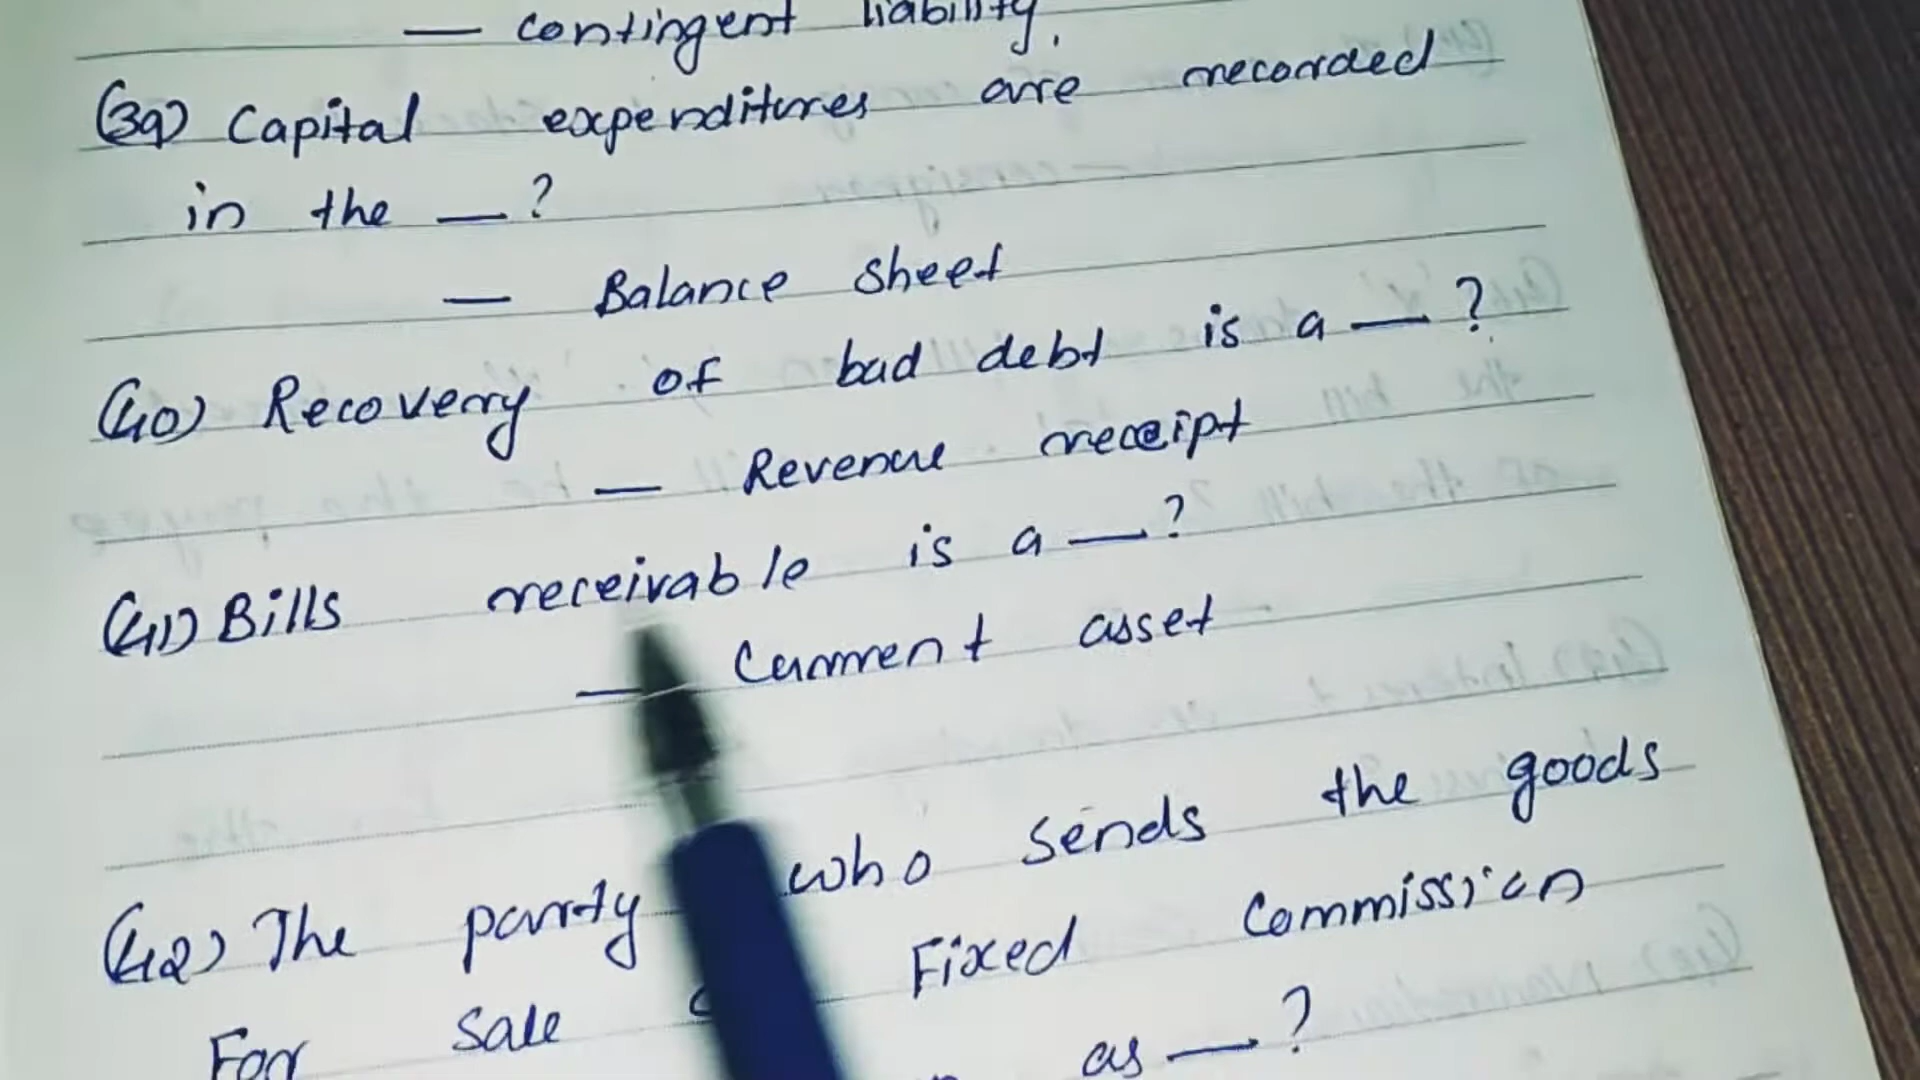 — contingent liability.
(39) Capital expenditures are recorded
in the — ?
— Balance sheet
(40) Recovery of bad debt is a — ?
— Revenue receipt
(41) Bills receivable is a — ?
— Current asset
(42) The party who sends the goods
For sale Fixed Commission
as — ?